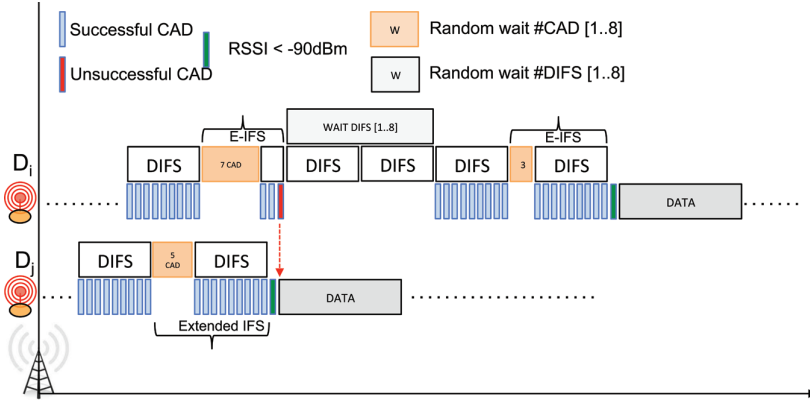 Successful CAD
Unsuccessful CAD
RSSI < -90dBm
W
Random wait #CAD [1..8]
W
Random wait #DIFS [1..8]
WAIT DIFS [1..8]
E-IFS
E-IFS
Di
DIFS
7 CAD
DIFS
DIFS
DIFS
3
DIFS
DATA
Dj
DIFS
5
CAD
DIFS
DATA
Extended IFS